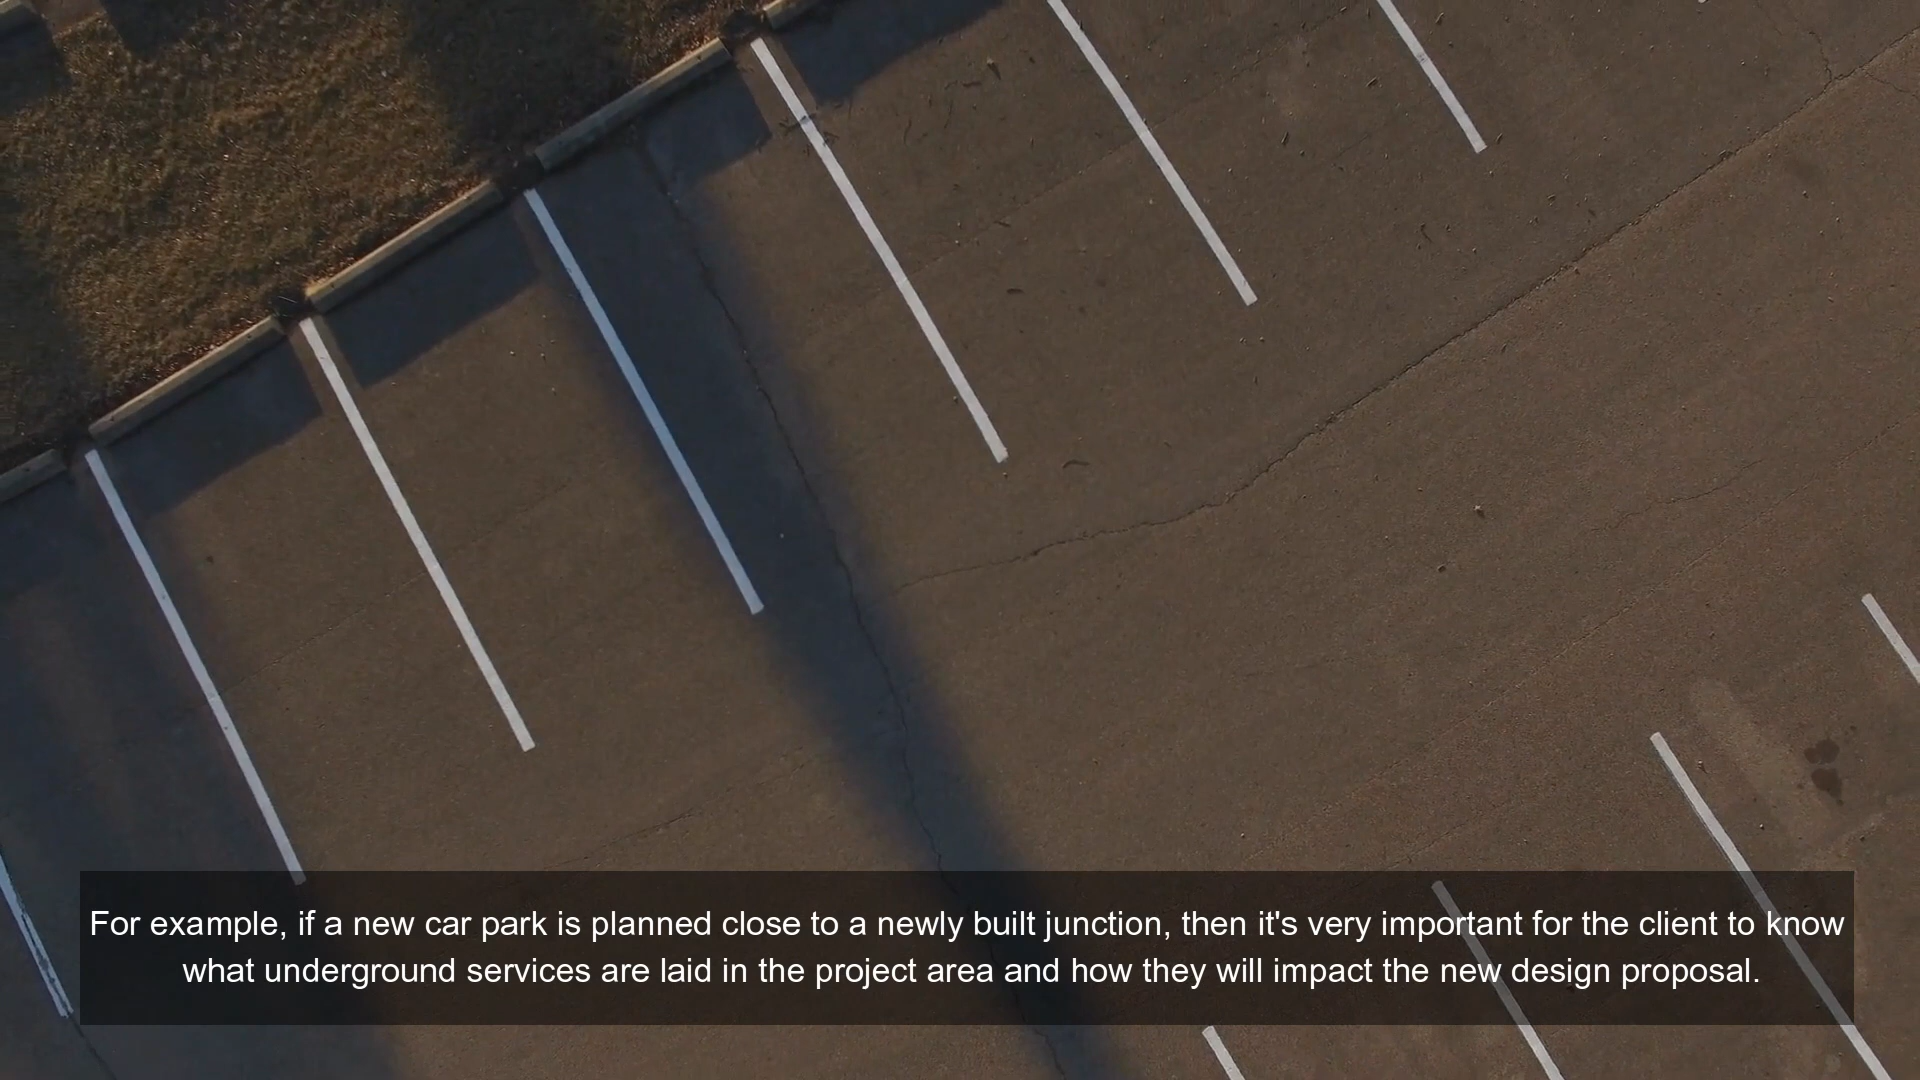 For example, if a new car park is planned close to a newly built junction, then it's very important for the client to know
what underground services are laid in the project area and how they will impact the new design proposal.